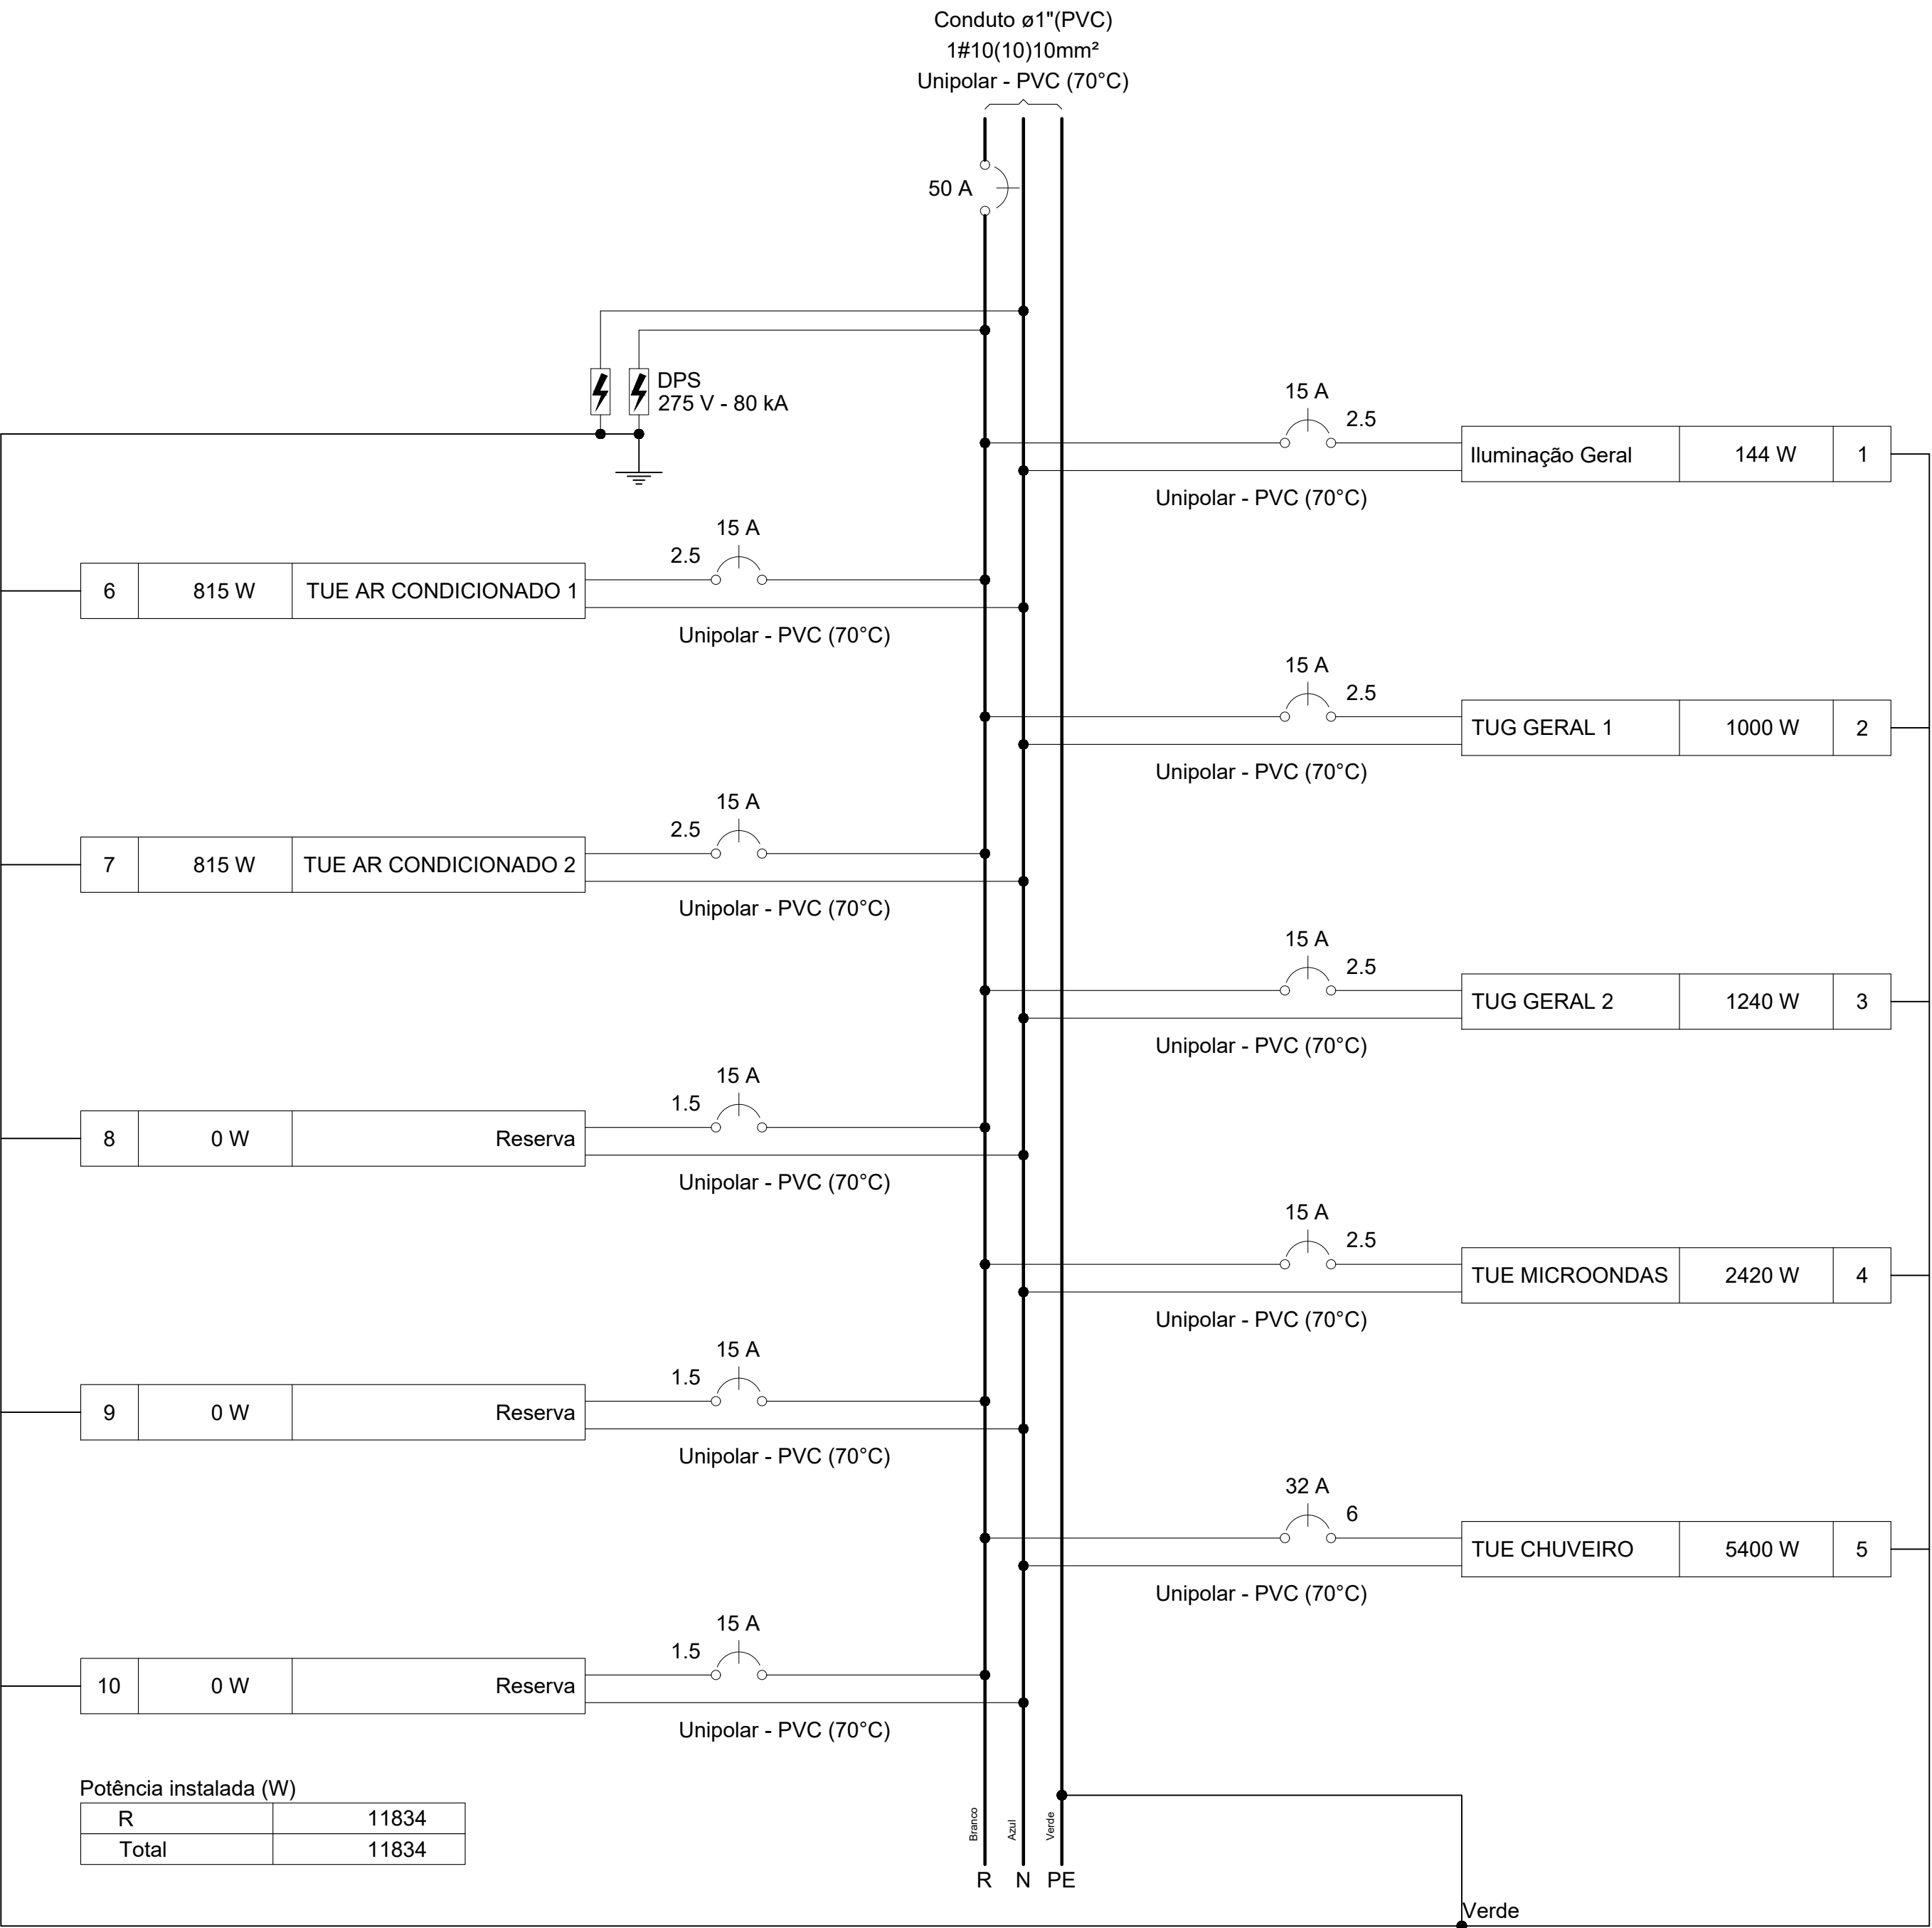 Conduto ø1"(PVC)
1#10(10)10mm²
Unipolar - PVC (70°C)
50 A
DPS
275 V - 80 kA
15 A
2.5
Iluminação Geral 144 W 1
Unipolar - PVC (70°C)
15 A
2.5
6 815 W TUE AR CONDICIONADO 1
Unipolar - PVC (70°C)
15 A
2.5
TUG GERAL 1 1000 W 2
Unipolar - PVC (70°C)
15 A
2.5
7 815 W TUE AR CONDICIONADO 2
Unipolar - PVC (70°C)
15 A
2.5
TUG GERAL 2 1240 W 3
Unipolar - PVC (70°C)
15 A
1.5
8 0 W Reserva
Unipolar - PVC (70°C)
15 A
2.5
TUE MICROONDAS 2420 W 4
Unipolar - PVC (70°C)
15 A
1.5
9 0 W Reserva
Unipolar - PVC (70°C)
32 A
6
TUE CHUVEIRO 5400 W 5
Unipolar - PVC (70°C)
15 A
1.5
10 0 W Reserva
Unipolar - PVC (70°C)
Potência instalada (W)
R 11834
Total 11834
Branco
Azul
Verde
R N PE
Verde